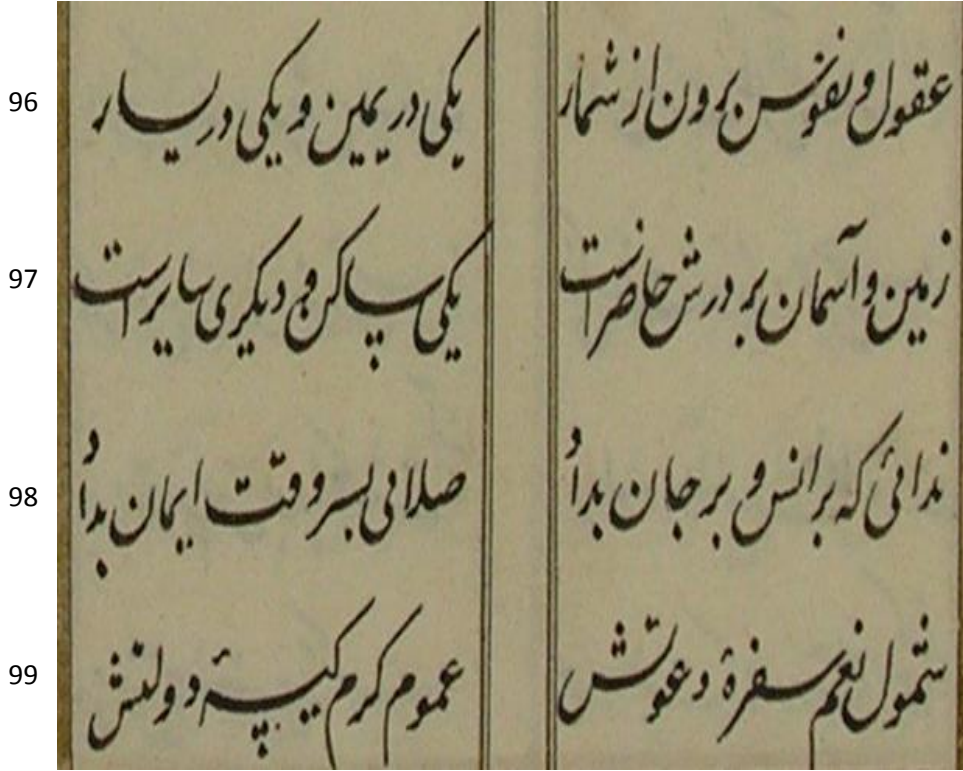 96 عقول و نفوسش برون از شمار یکی در یمین و یکی در یسار
97 زمین و آسمان بر درش حاضر است یکی ساکن و دیگری سایر است
98 ندائی که بر انس و بر جان بداد صلائی بسر وقت ایمان بداد
99 شمول نعم سفرهٔ دعوتش عموم کرم کیسهٔ دولتش